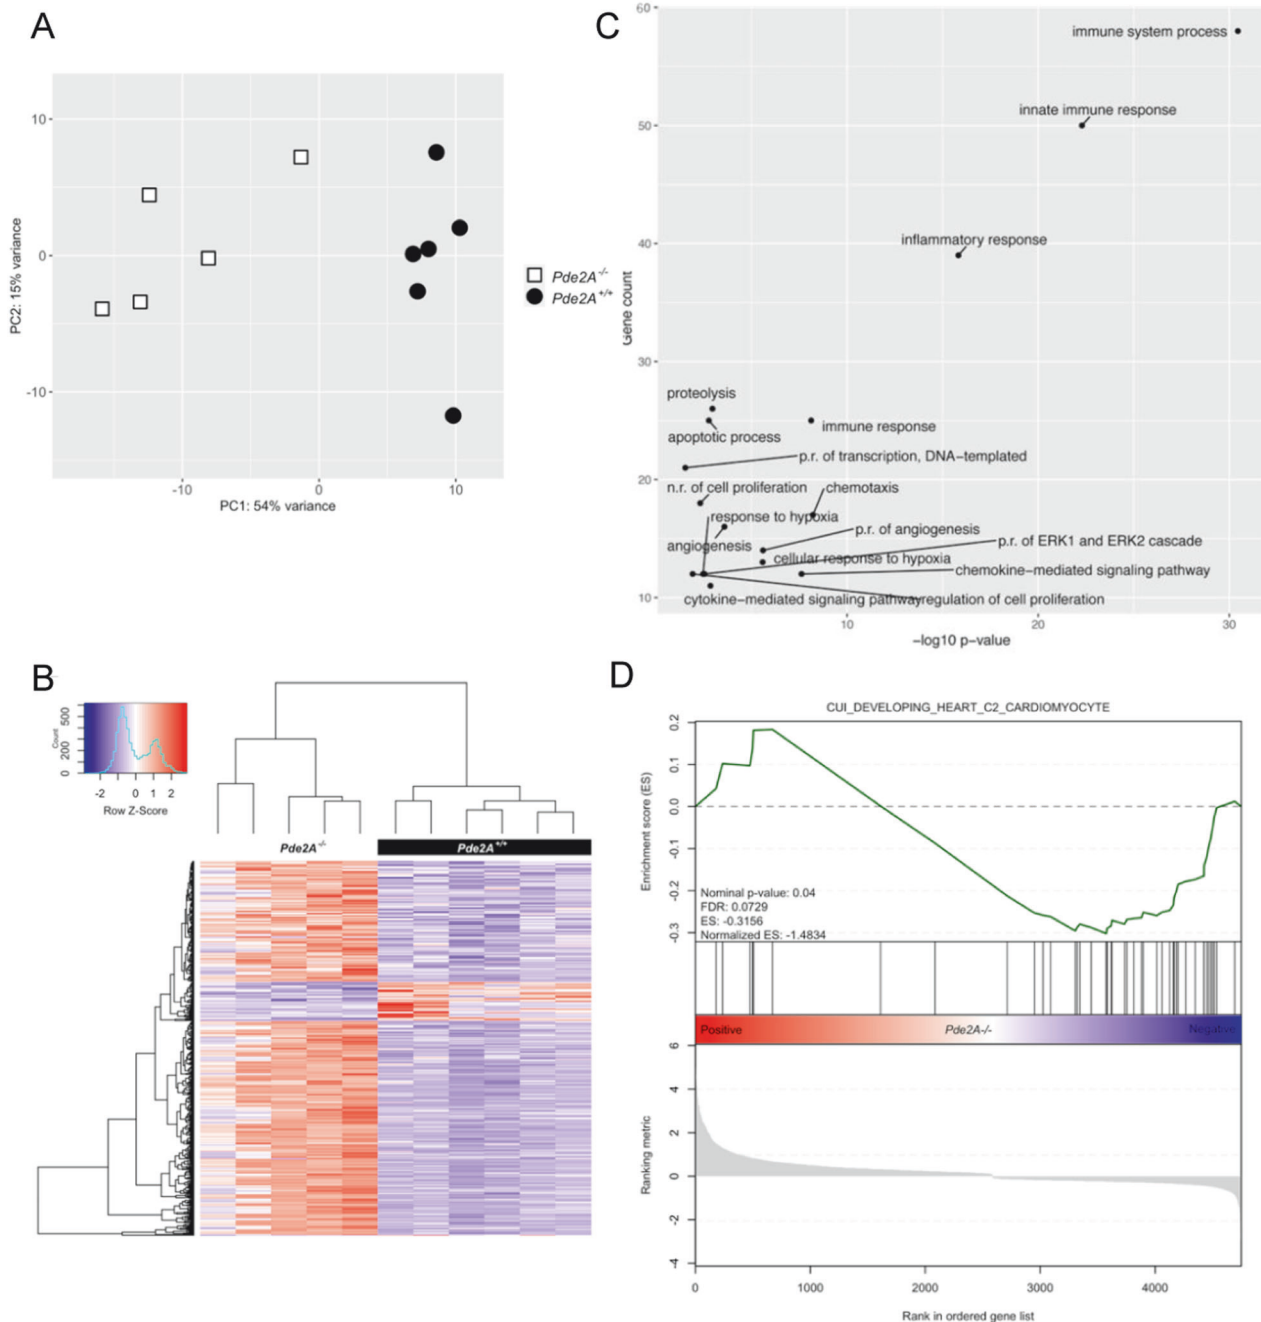 A
10
0
-10
-10
0
10
PC1: 54% variance
PC2: 15% variance
Pde2A-/-
Pde2A+/+
C
60
50
40
30
20
10
Gene count
immune system process
innate immune response
inflammatory response
proteolysis
apoptotic process
immune response
p.r. of transcription, DNA-templated
n.r. of cell proliferation
chemotaxis
response to hypoxia
angiogenesis
p.r. of angiogenesis
p.r. of ERK1 and ERK2 cascade
cellular response to hypoxia
chemokine-mediated signaling pathway
cytokine-mediated signaling pathway
regulation of cell proliferation
10
20
30
-log10 p-value
B
Count
0
200
500
-2
0
1
2
Row Z-Score
Pde2A-/-
Pde2A+/+
D
CUI_DEVELOPING_HEART_C2_CARDIOMYOCYTE
Enrichment score (ES)
0.2
0.1
0.0
-0.1
-0.2
-0.3
Nominal p-value: 0.04
FDR: 0.0729
ES: -0.3156
Normalized ES: -1.4834
Positive
Pde2A-/-
Negative
Ranking metric
6
4
2
0
-2
-4
0
1000
2000
3000
4000
Rank in ordered gene list